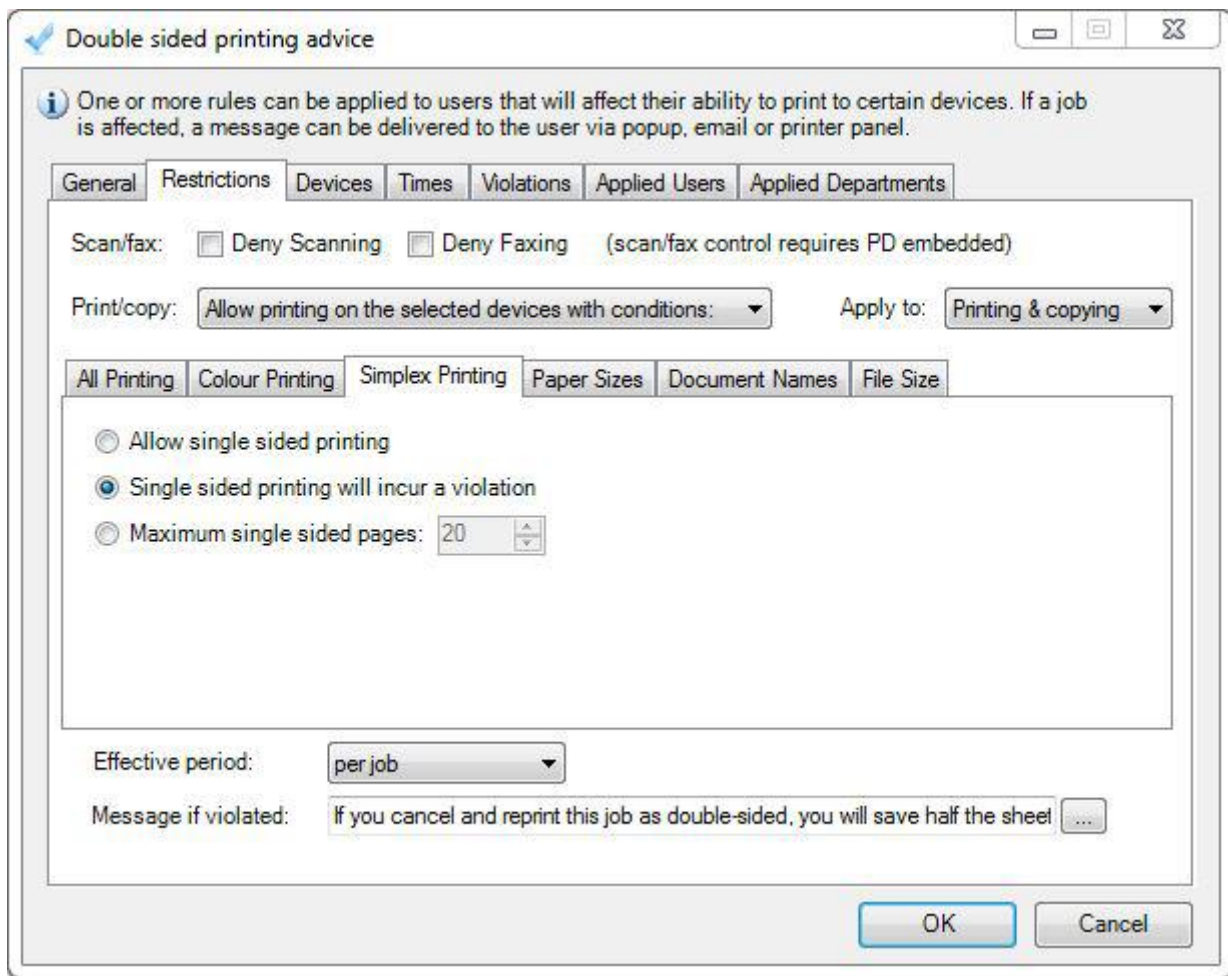 Double sided printing advice
One or more rules can be applied to users that will affect their ability to print to certain devices. If a job
is affected, a message can be delivered to the user via popup, email or printer panel.
General Restrictions Devices Times Violations Applied Users Applied Departments
Scan/fax: Deny Scanning Deny Faxing (scan/fax control requires PD embedded)
Print/copy: Allow printing on the selected devices with conditions: Apply to: Printing & copying
All Printing Colour Printing Simplex Printing Paper Sizes Document Names File Size
Allow single sided printing
Single sided printing will incur a violation
Maximum single sided pages: 20
Effective period: per job
Message if violated: If you cancel and reprint this job as double-sided, you will save half the sheet ...
OK Cancel